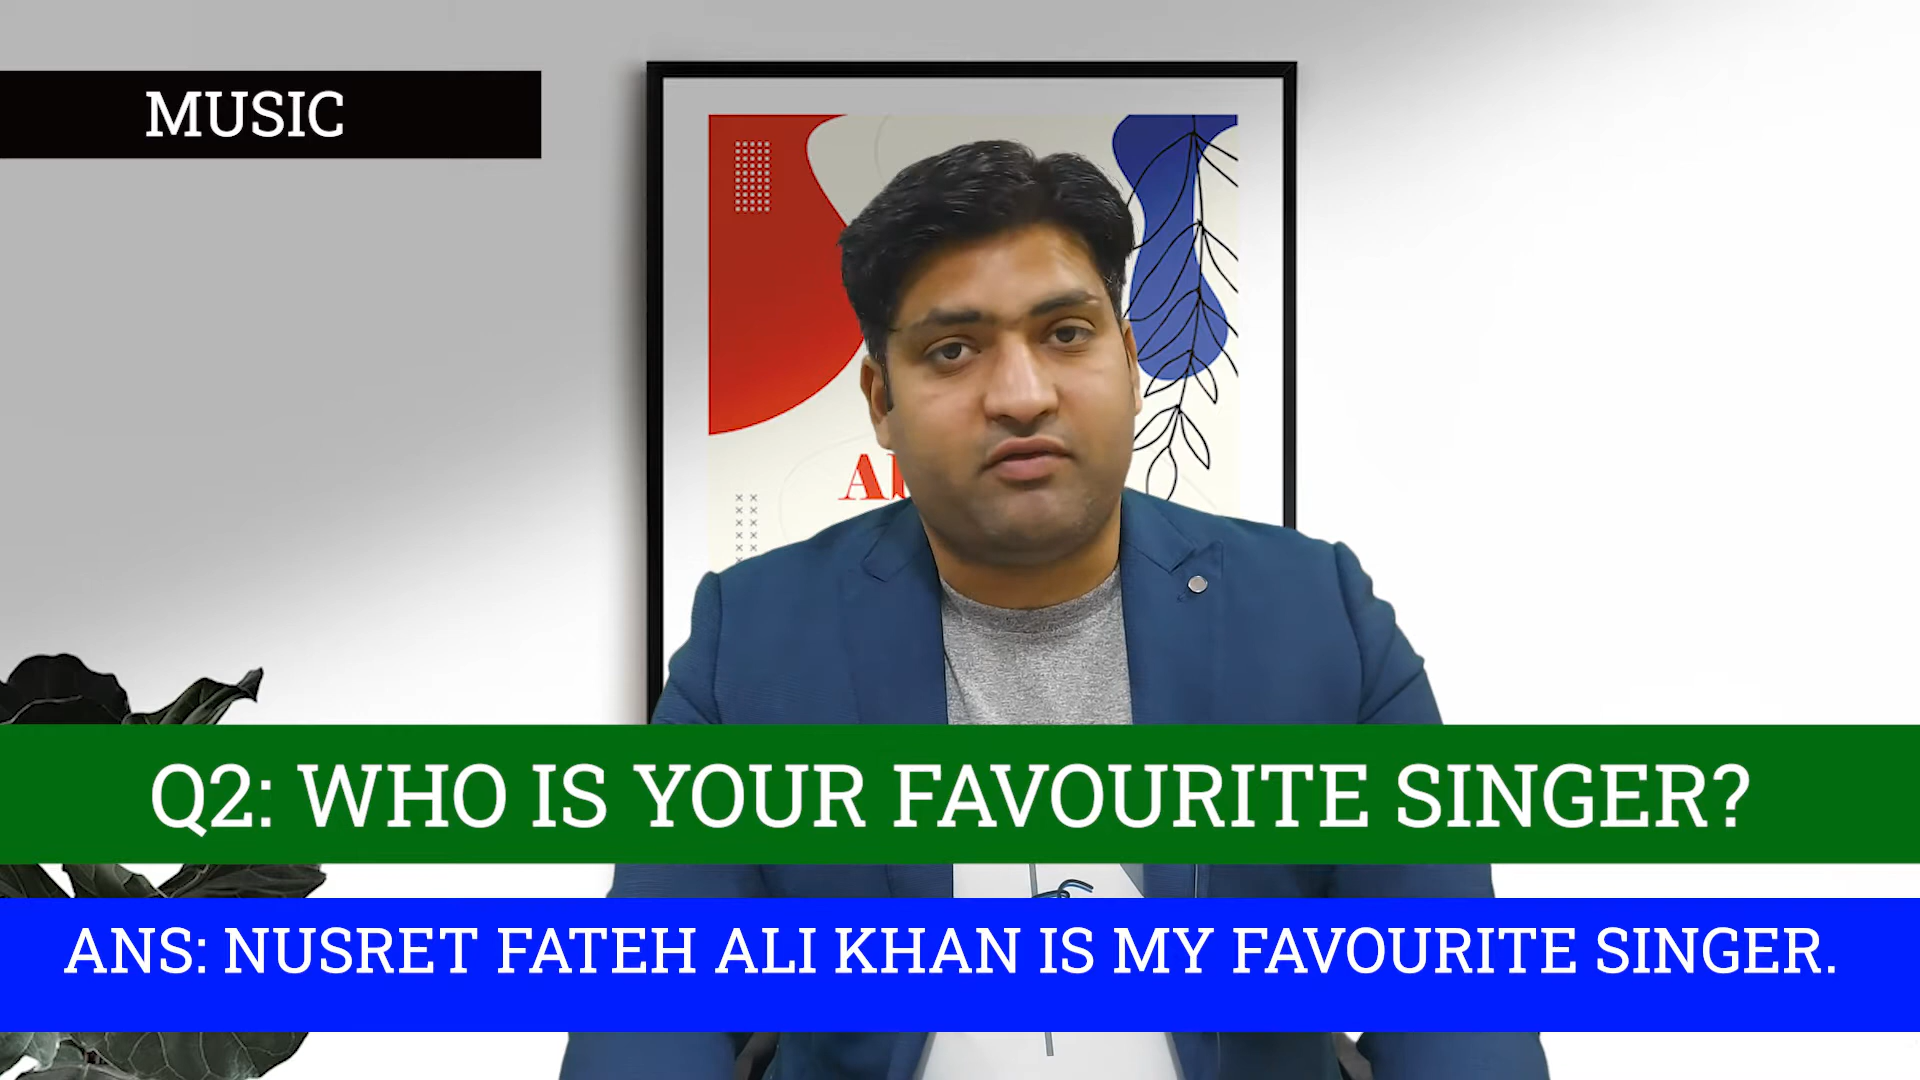 MUSIC
Q2: WHO IS YOUR FAVOURITE SINGER?
ANS: NUSRET FATEH ALI KHAN IS MY FAVOURITE SINGER.